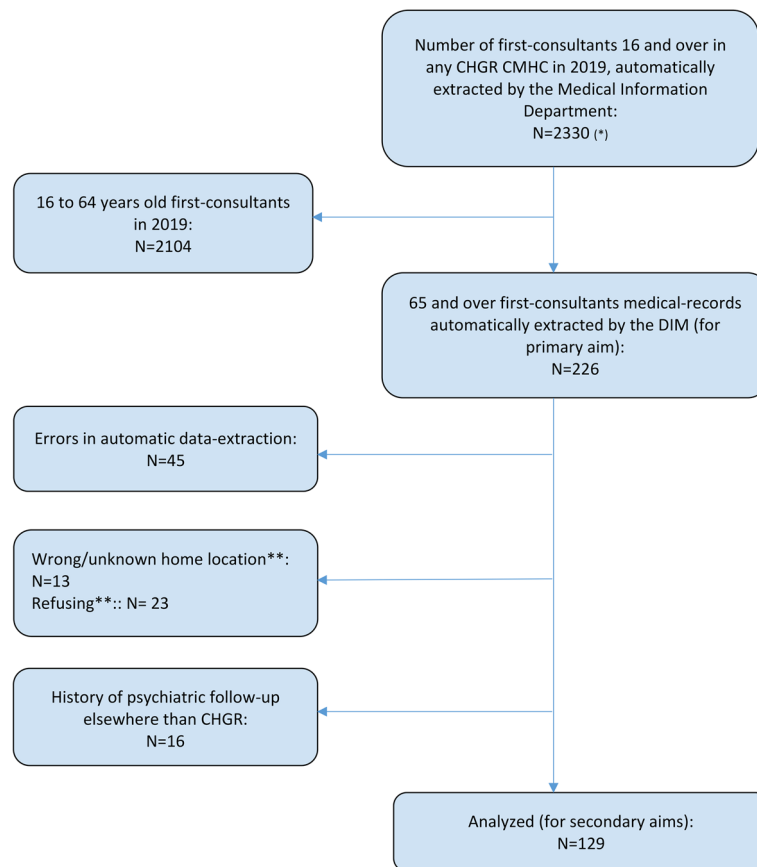 Number of first-consultants 16 and over in
any CHGR CMHC in 2019, automatically
extracted by the Medical Information
Department:
N=2330 (*)
16 to 64 years old first-consultants
in 2019:
N=2104
65 and over first-consultants medical-records
automatically extracted by the DIM (for
primary aim):
N=226
Errors in automatic data-extraction:
N=45
Wrong/unknown home location**:
N=13
Refusing**:: N= 23
History of psychiatric follow-up
elsewhere than CHGR:
N=16
Analyzed (for secondary aims):
N=129